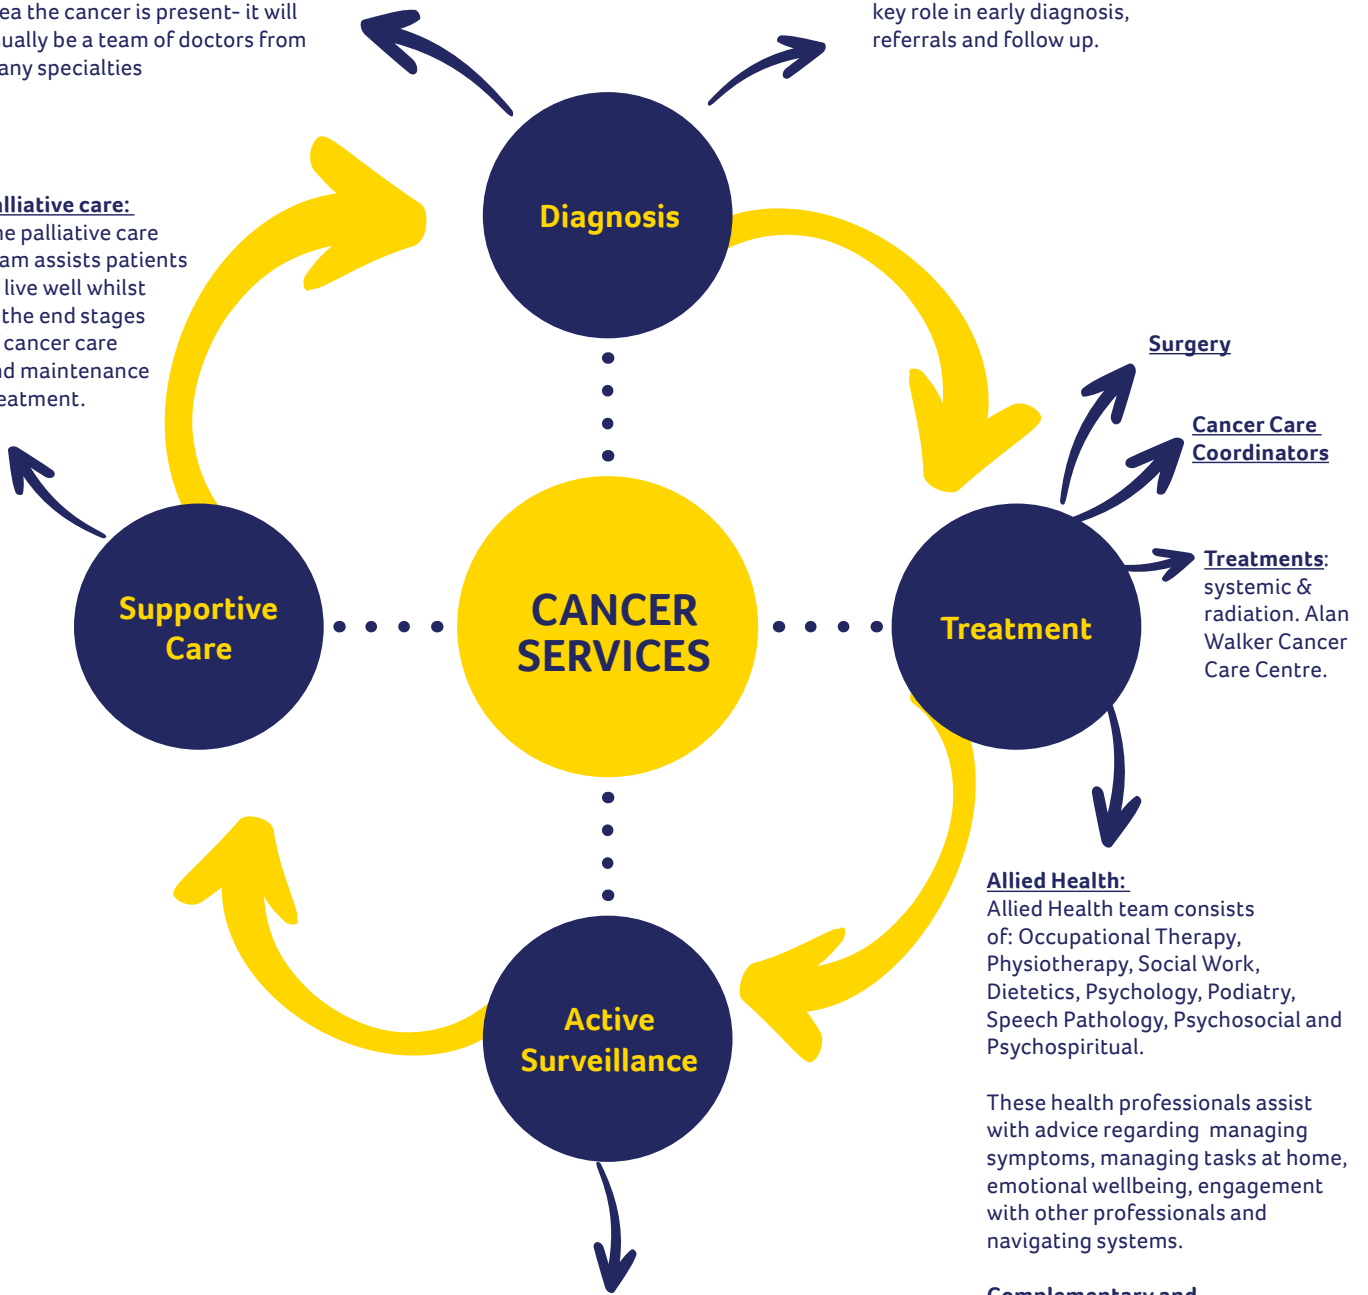 ea the cancer is present- it will
ually be a team of doctors from
any specialties
key role in early diagnosis,
referrals and follow up.
Diagnosis
lliative care:
he palliative care
am assists patients
live well whilst
the end stages
cancer care
nd maintenance
eatment.
Surgery
Cancer Care
Coordinators
Treatments:
systemic &
radiation. Alan
Walker Cancer
Care Centre.
Supportive
Care
CANCER
SERVICES
Treatment
Active
Surveillance
Allied Health:
Allied Health team consists
of: Occupational Therapy,
Physiotherapy, Social Work,
Dietetics, Psychology, Podiatry,
Speech Pathology, Psychosocial and
Psychospiritual.
These health professionals assist
with advice regarding managing
symptoms, managing tasks at home,
emotional wellbeing, engagement
with other professionals and
navigating systems.
Complementary and